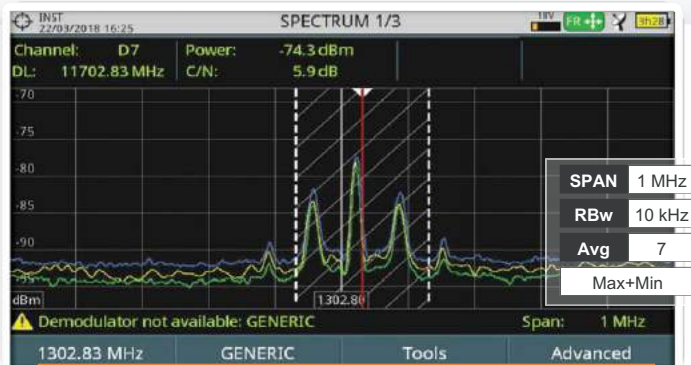 INST
22/03/2018 16:25
SPECTRUM 1/3
18V
FR
3h28
Channel: D7 Power: -74.3 dBm
DL: 11702.83 MHz C/N: 5.9 dB
-70
-75
-80
-85
-90
dBm
1302.80
SPAN 1 MHz
RBw 10 kHz
Avg 7
Max+Min
Demodulator not available: GENERIC Span: 1 MHz
1302.83 MHz GENERIC Tools Advanced